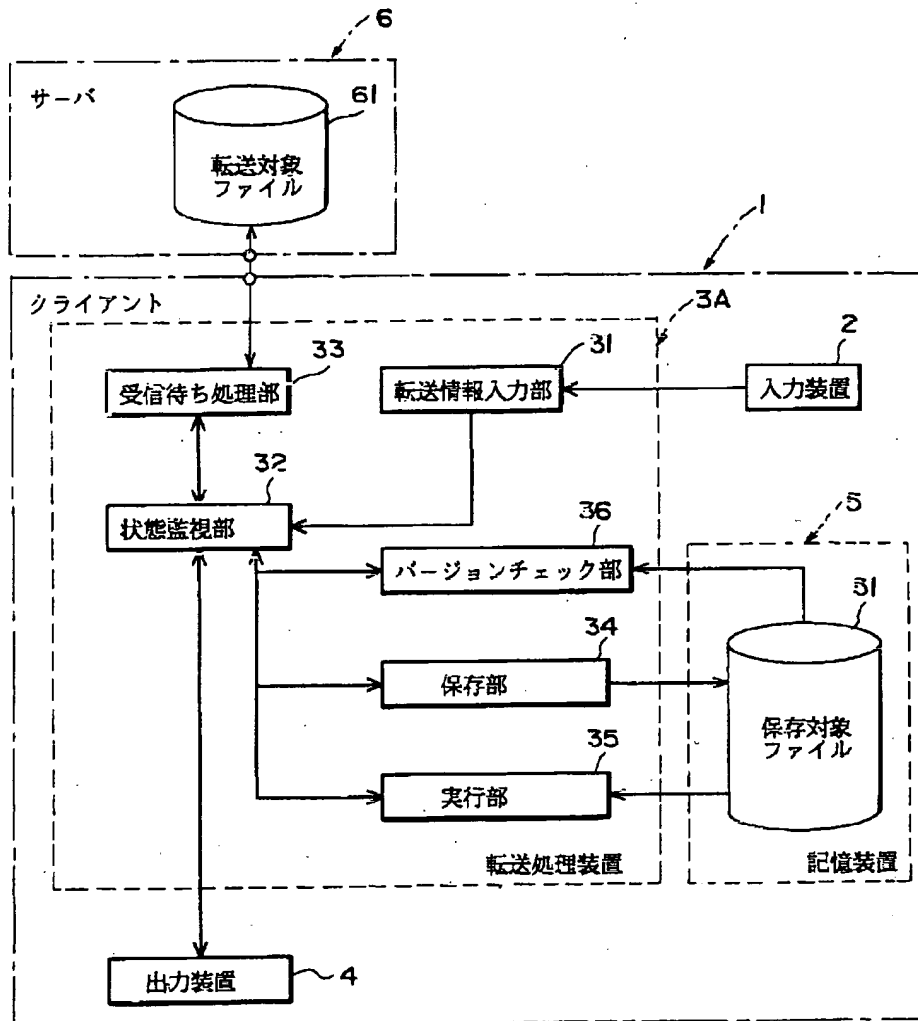 6
サーバ
61
転送対象
ファイル
1
クライアント
3A
33
31
2
受信待ち処理部
転送情報入力部
入力装置
32
状態監視部
36
5
バージョンチェック部
51
34
保存部
保存対象
ファイル
35
実行部
転送処理装置
記憶装置
出力装置
4